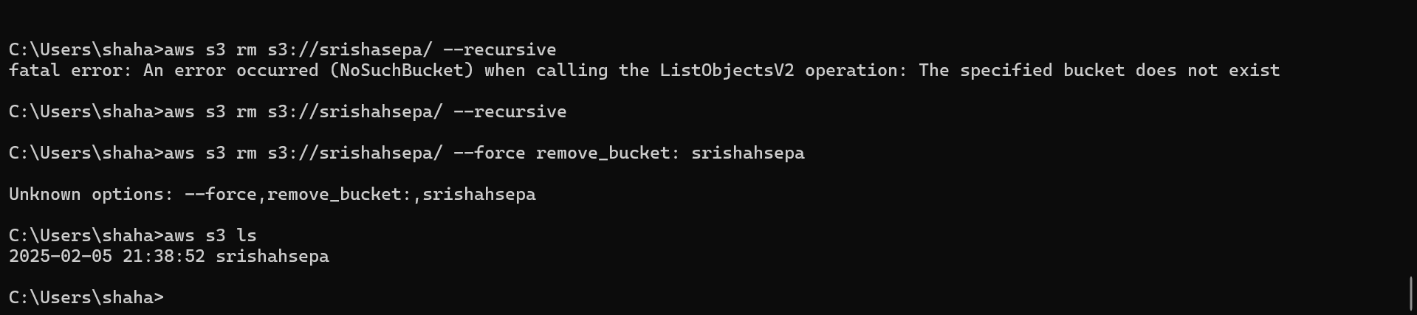 C:\Users\shaha>aws s3 rm s3://srishasepa/ --recursive
fatal error: An error occurred (NoSuchBucket) when calling the ListObjectsV2 operation: The specified bucket does not exist
C:\Users\shaha>aws s3 rm s3://srishahsepa/ --recursive
C:\Users\shaha>aws s3 rm s3://srishahsepa/ --force remove_bucket: srishahsepa
Unknown options: --force,remove_bucket:,srishahsepa
C:\Users\shaha>aws s3 ls
2025-02-05 21:38:52 srishahsepa
C:\Users\shaha>